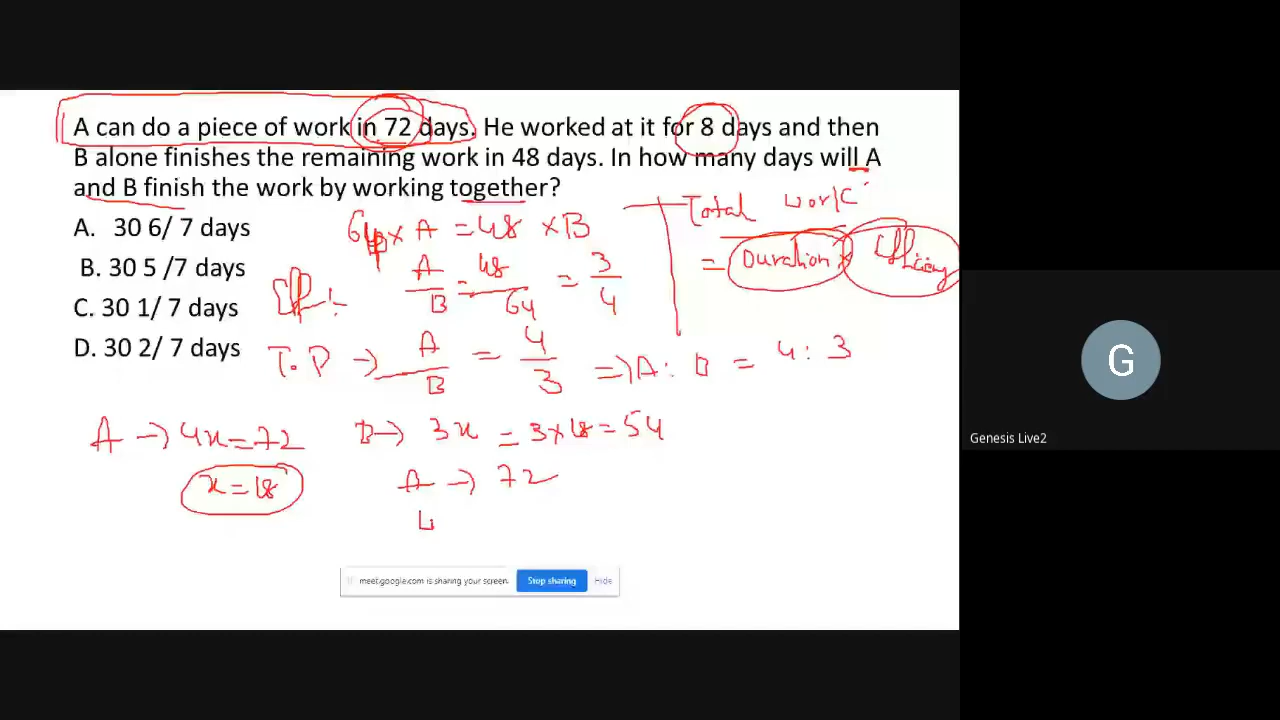 A can do a piece of work in 72 days. He worked at it for 8 days and then
B alone finishes the remaining work in 48 days. In how many days will A
and B finish the work by working together?
A. 30 6/ 7 days
B. 30 5 /7 days
C. 30 1/ 7 days
D. 30 2/ 7 days
Total work
= Duration × Efficiency
64 × A = 48 × B
Eff :
A/B = 48/64 = 3/4
T.P → A/B = 4/3 ⇒ A : B = 4 : 3
A → 4x = 72
x = 18
B → 3x = 3×18 = 54
A → 72
meet.google.com is sharing your screen.
Stop sharing
Hide
G
Genesis Live2